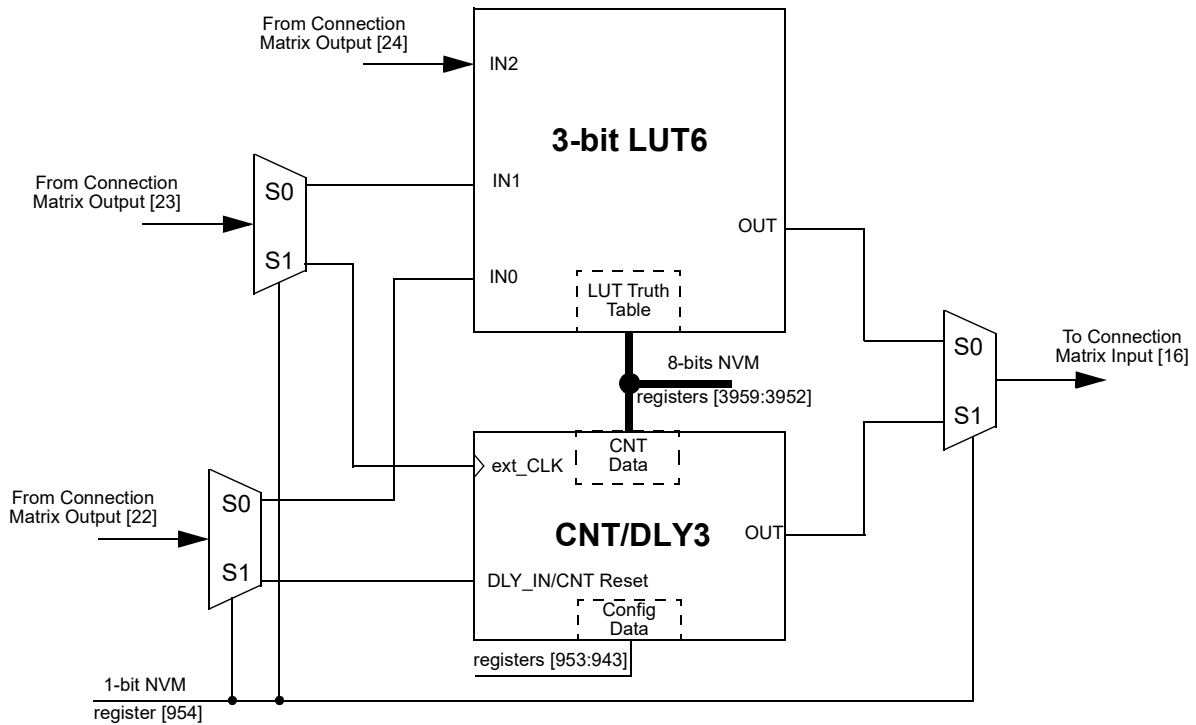 From Connection
Matrix Output [24]
IN2
3-bit LUT6
From Connection
Matrix Output [23]
S0
IN1
S1
OUT
IN0
LUT Truth
Table
8-bits NVM
registers [3959:3952]
S0
To Connection
Matrix Input [16]
S1
CNT
Data
ext_CLK
From Connection
Matrix Output [22]
S0
CNT/DLY3
OUT
S1
DLY_IN/CNT Reset
Config
Data
registers [953:943]
1-bit NVM
register [954]